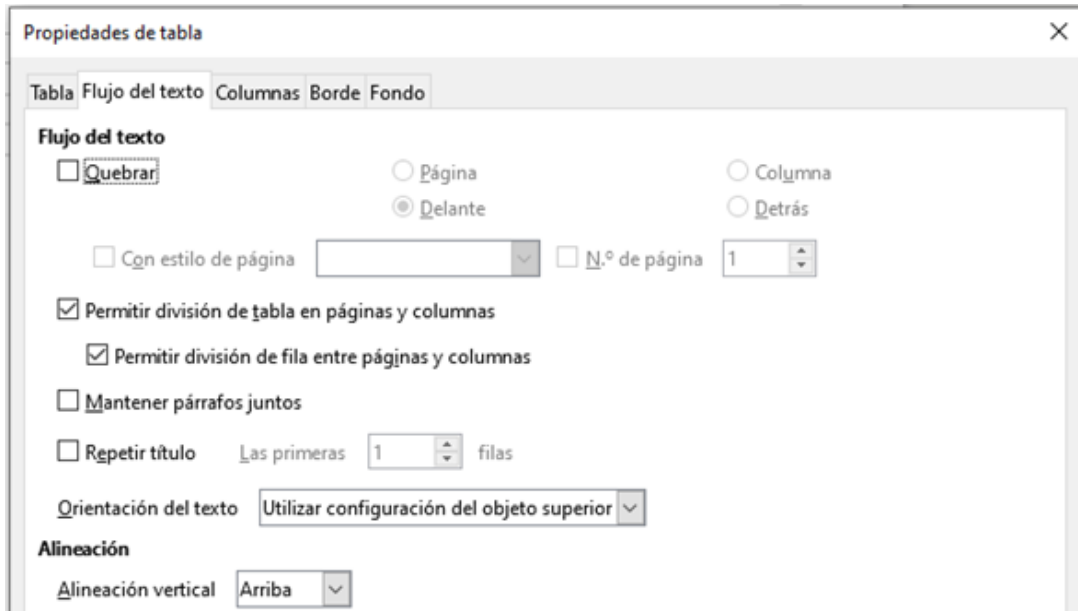 Propiedades de tabla
Tabla Flujo del texto Columnas Borde Fondo
Flujo del texto
Quebrar Página Columna
Delante Detrás
Con estilo de página N.º de página 1
Permitir división de tabla en páginas y columnas
Permitir división de fila entre páginas y columnas
Mantener párrafos juntos
Repetir título Las primeras 1 filas
Orientación del texto Utilizar configuración del objeto superior
Alineación
Alineación vertical Arriba